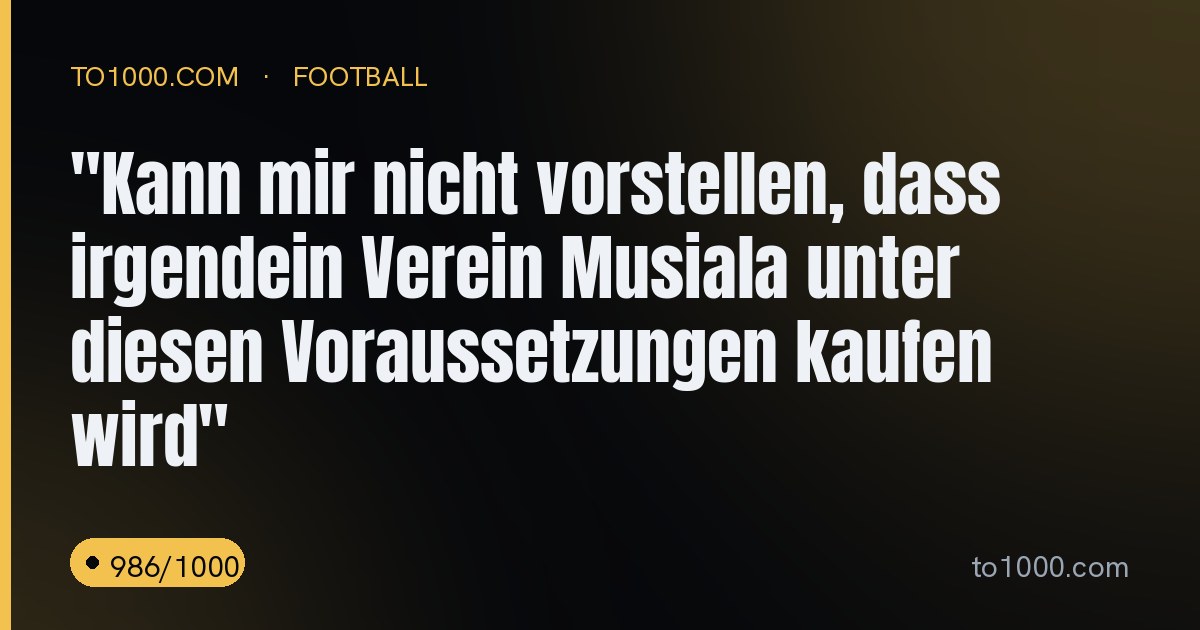 TO1000.COM · FOOTBALL
"Kann mir nicht vorstellen, dass
irgendein Verein Musiala unter
diesen Voraussetzungen kaufen
wird"
986/1000
to1000.com